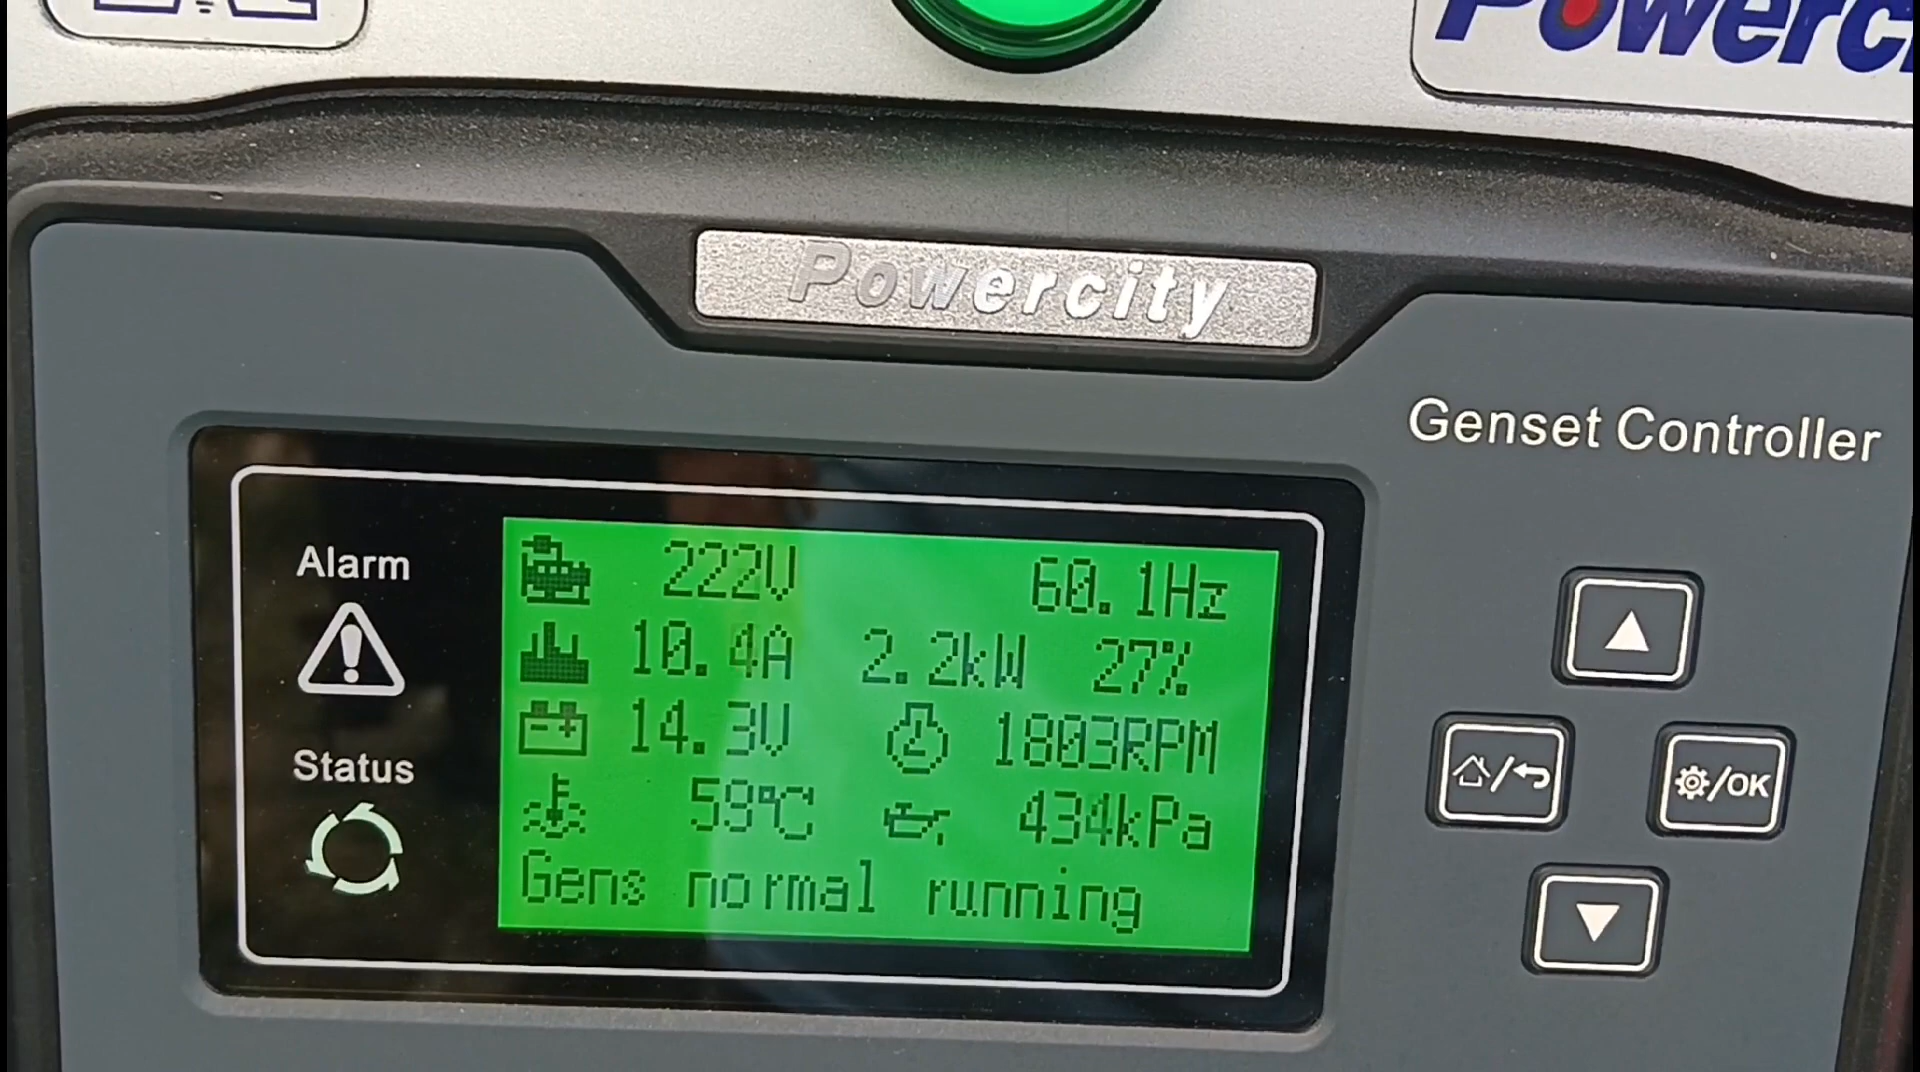 Powerc
Powercity
Genset Controller
Alarm
Status
222V 60.1Hz
10.4A 2.2kW 27%
14.3V 1803RPM
59℃ 434kPa
Gens normal running
/OK